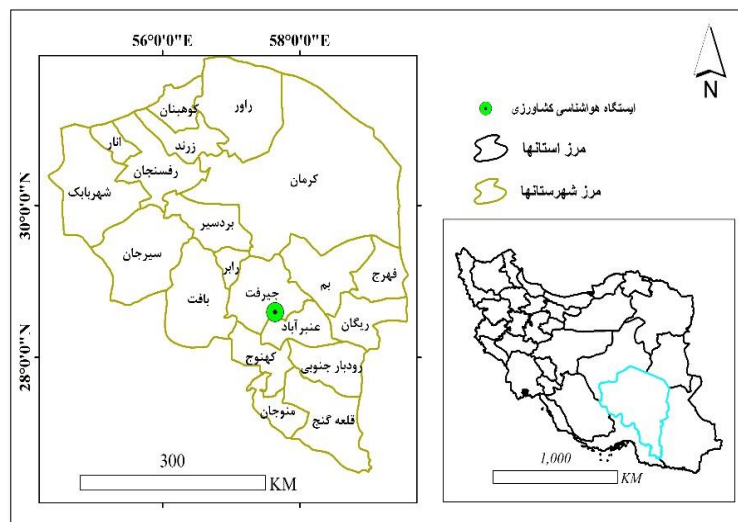 56°0'0"E
58°0'0"E
30°0'0"N
28°0'0"N
راور
کوهبنان
زرند
انار
رفسنجان
کرمان
شهربابک
بردسیر
سیرجان
رابر
بافت
جیرفت
بم
فهرج
عنبرآباد
ریگان
کهنوج
رودبار جنوبی
منوجان
قلعه گنج
300
KM
N
ایستگاه هواشناسی کشاورزی
مرز استانها
مرز شهرستانها
1,000
KM